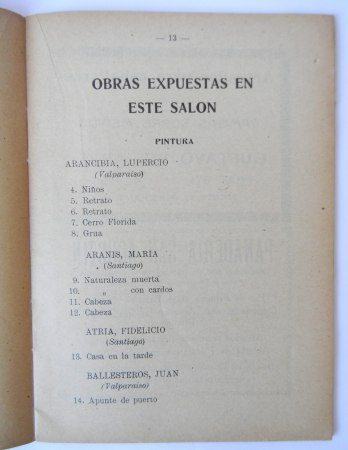 — 13 —
OBRAS EXPUESTAS EN
ESTE SALON
PINTURA
ARANCIBIA, LUPERCIO
(Valparaíso)
4. Niños
5. Retrato
6. Retrato
7. Cerro Florida
8. Grua
ARANIS, MARIA
(Santiago)
9. Naturaleza muerta
10. „ con cardos
11. Cabeza
12. Cabeza
ATRIA, FIDELICIO
(Santiago)
13. Casa en la tarde
BALLESTEROS, JUAN
(Valparaíso)
14. Apunte de puerto